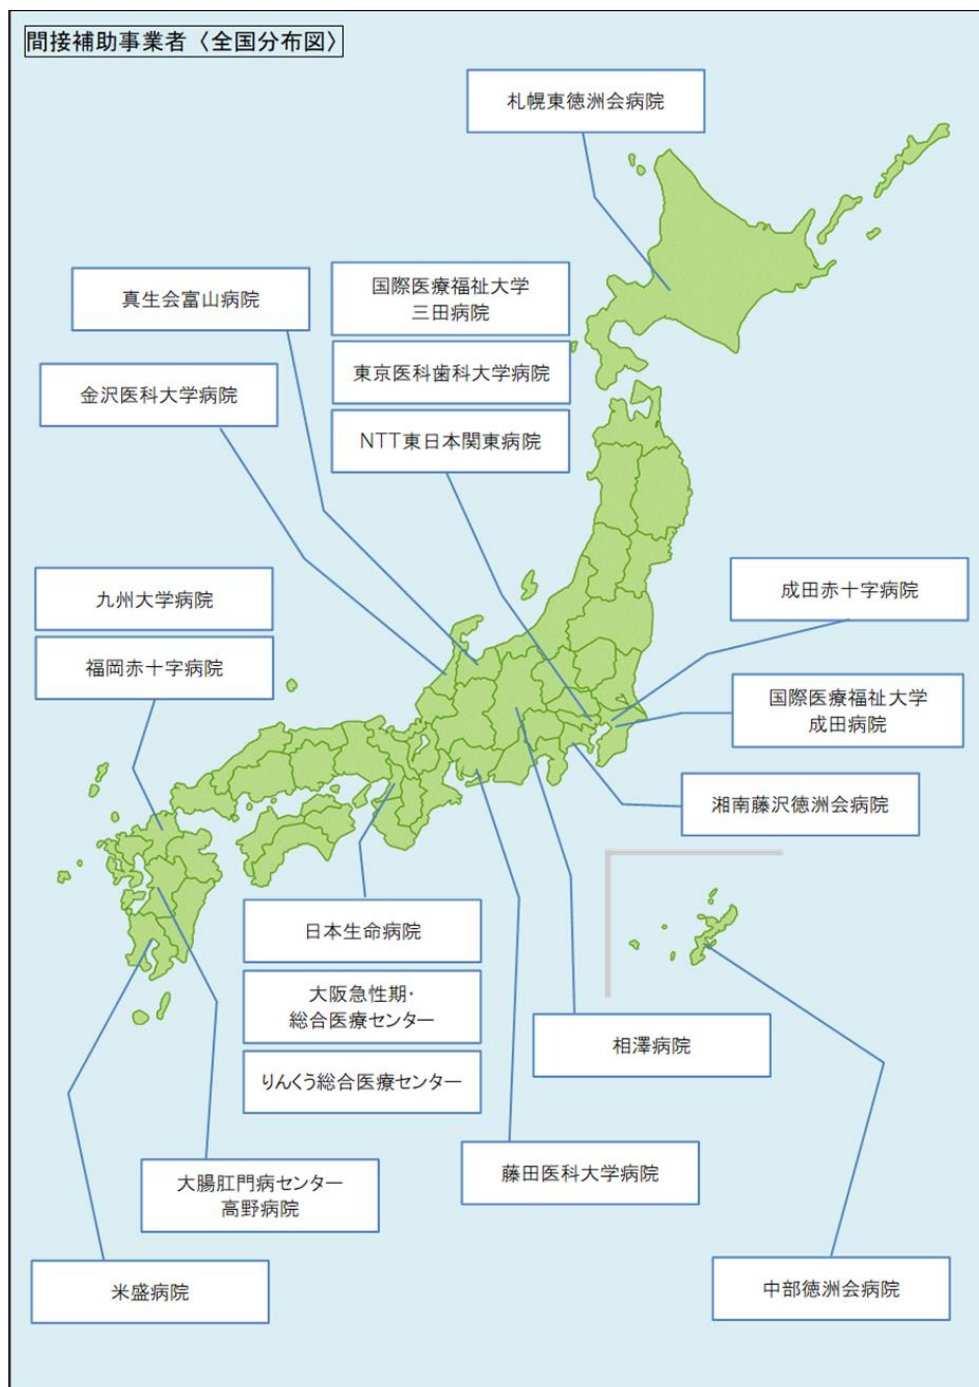 間接補助事業者〈全国分布図〉
札幌東徳洲会病院
真生会富山病院
国際医療福祉大学
三田病院
東京医科歯科大学病院
金沢医科大学病院
NTT東日本関東病院
九州大学病院
福岡赤十字病院
成田赤十字病院
国際医療福祉大学
成田病院
湘南藤沢徳洲会病院
日本生命病院
大阪急性期・
総合医療センター
りんくう総合医療センター
相澤病院
藤田医科大学病院
大腸肛門病センター
高野病院
米盛病院
中部徳洲会病院